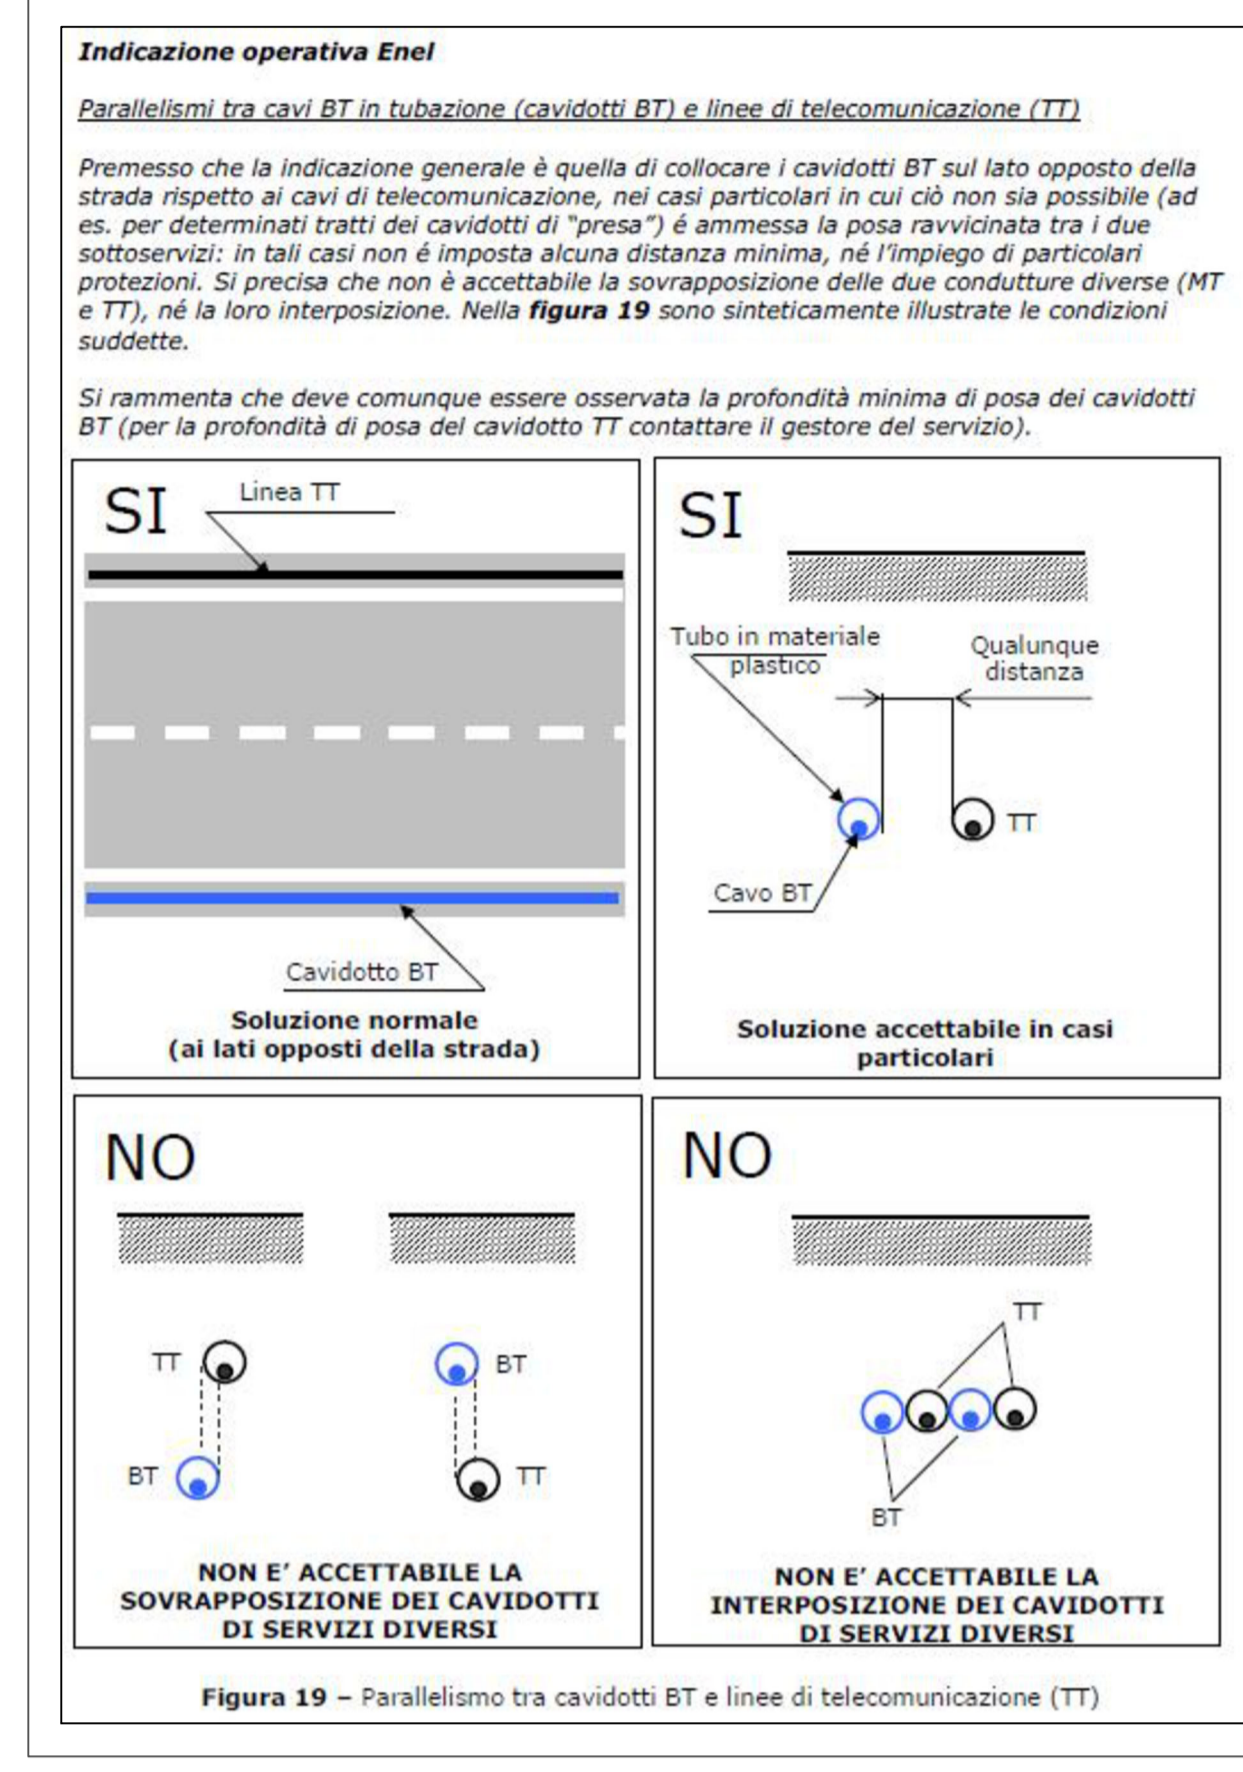 Indicazione operativa Enel
Parallelismi tra cavi BT in tubazione (cavidotti BT) e linee di telecomunicazione (TT)
Premesso che la indicazione generale è quella di collocare i cavidotti BT sul lato opposto della
strada rispetto ai cavi di telecomunicazione, nei casi particolari in cui ciò non sia possibile (ad
es. per determinati tratti dei cavidotti di “presa”) é ammessa la posa ravvicinata tra i due
sottoservizi: in tali casi non é imposta alcuna distanza minima, né l’impiego di particolari
protezioni. Si precisa che non è accettabile la sovrapposizione delle due condutture diverse (MT
e TT), né la loro interposizione. Nella figura 19 sono sinteticamente illustrate le condizioni
suddette.
Si rammenta che deve comunque essere osservata la profondità minima di posa dei cavidotti
BT (per la profondità di posa del cavidotto TT contattare il gestore del servizio).
SI
Linea TT
Cavidotto BT
Soluzione normale
(ai lati opposti della strada)
SI
Tubo in materiale
plastico
Qualunque
distanza
TT
Cavo BT
Soluzione accettabile in casi
particolari
NO
TT
BT
BT
TT
NON E’ ACCETTABILE LA
SOVRAPPOSIZIONE DEI CAVIDOTTI
DI SERVIZI DIVERSI
NO
TT
BT
NON E’ ACCETTABILE LA
INTERPOSIZIONE DEI CAVIDOTTI
DI SERVIZI DIVERSI
Figura 19 – Parallelismo tra cavidotti BT e linee di telecomunicazione (TT)